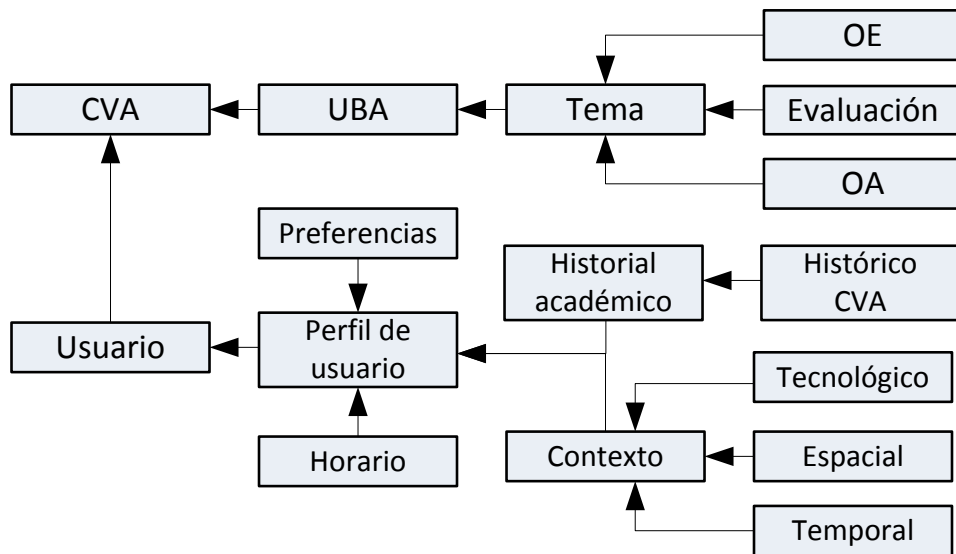 OE
CVA
UBA
Tema
Evaluación
OA
Preferencias
Historial
académico
Histórico
CVA
Usuario
Perfil de
usuario
Tecnológico
Horario
Contexto
Espacial
Temporal